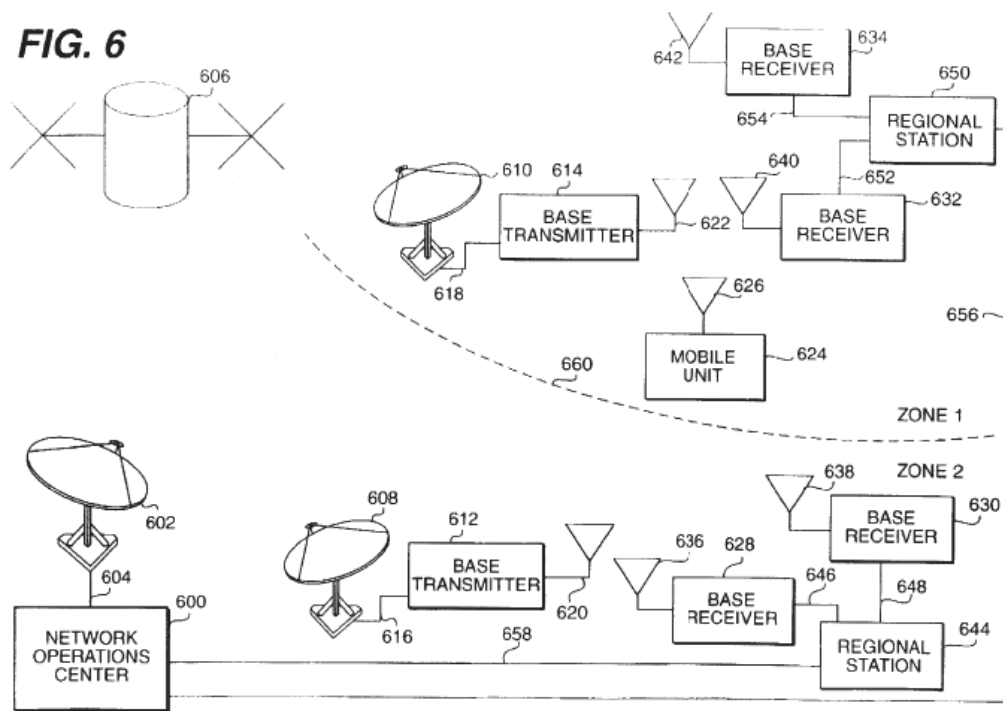 FIG. 6
606
642
BASE
RECEIVER
634
654
650
REGIONAL
STATION
610
614
BASE
TRANSMITTER
618
622
640
652
BASE
RECEIVER
632
626
MOBILE
UNIT
624
656
660
ZONE 1
ZONE 2
602
604
600
NETWORK
OPERATIONS
CENTER
608
612
BASE
TRANSMITTER
616
620
636
628
BASE
RECEIVER
646
638
BASE
RECEIVER
630
648
REGIONAL
STATION
644
658